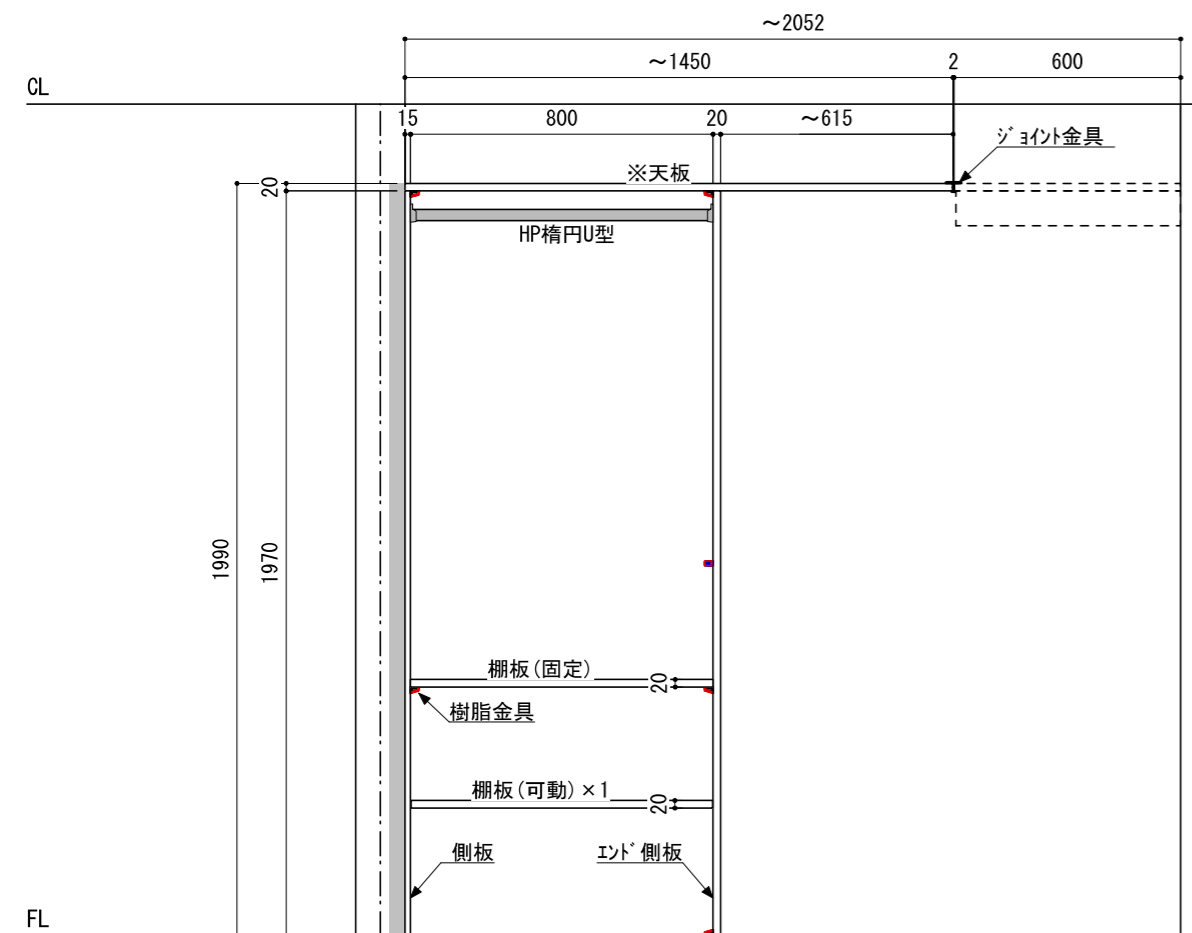 ～2052
～1450
2
600
CL
15
800
20
～615
ｼﾞｮｲﾝﾄ金具
※天板
20
HP楕円U型
1990
1970
棚板(固定)
20
樹脂金具
棚板(可動)×1
20
側板
ｴﾝﾄﾞ側板
FL